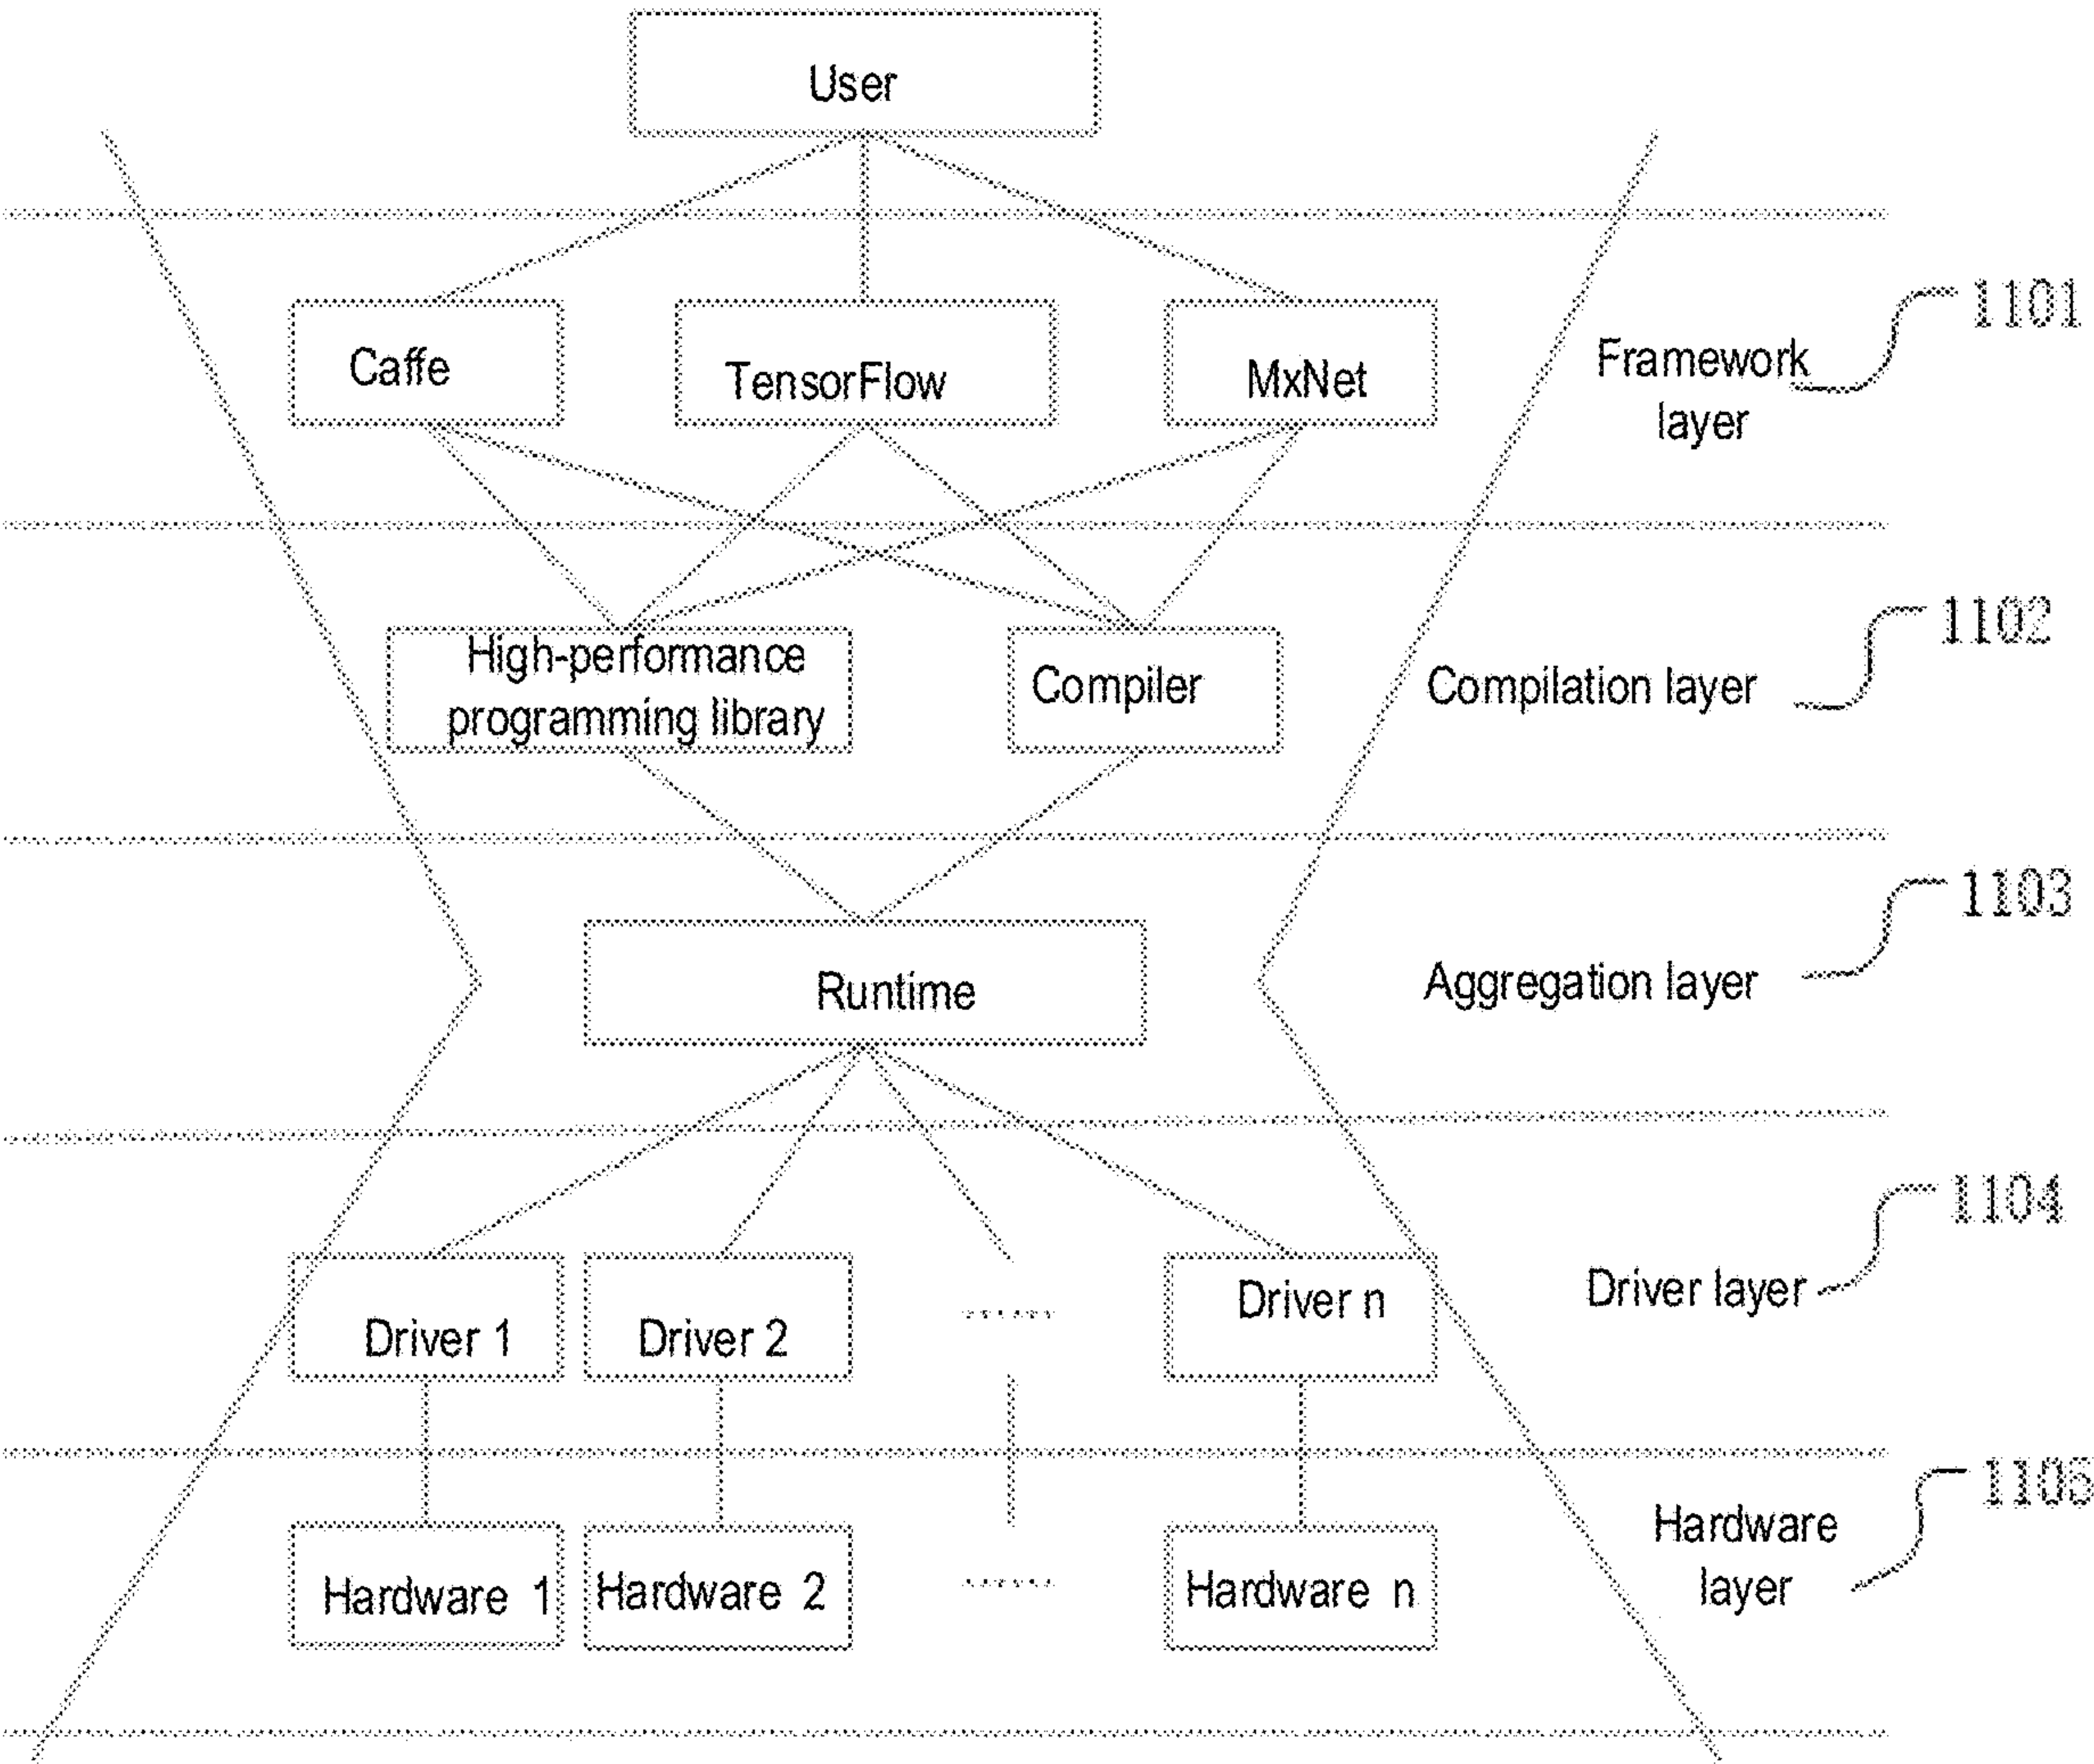 User
1101
Caffe
TensorFlow
MxNet
Framework
layer
1102
High-performance
programming library
Compiler
Compilation layer
1103
Runtime
Aggregation layer
1104
Driver 1
Driver 2
......
Driver n
Driver layer
1105
Hardware 1
Hardware 2
......
Hardware n
Hardware
layer